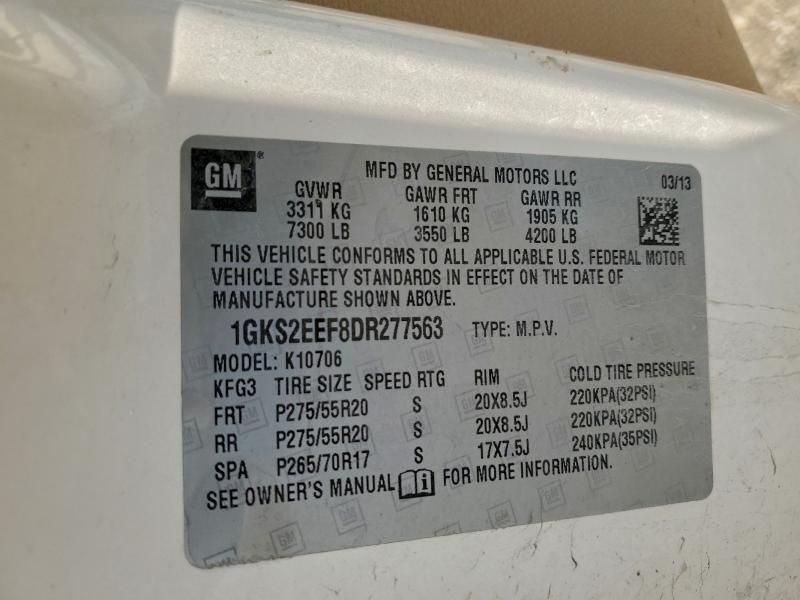 GM ®
MFD BY GENERAL MOTORS LLC 03/13
GVWR GAWR FRT GAWR RR
3311 KG 1610 KG 1905 KG
7300 LB 3550 LB 4200 LB
THIS VEHICLE CONFORMS TO ALL APPLICABLE U.S. FEDERAL MOTOR
VEHICLE SAFETY STANDARDS IN EFFECT ON THE DATE OF
MANUFACTURE SHOWN ABOVE.
1GKS2EEF8DR277563 TYPE: M.P.V.
MODEL: K10706
KFG3 TIRE SIZE SPEED RTG RIM COLD TIRE PRESSURE
FRT P275/55R20 S 20X8.5J 220KPA(32PSI)
RR P275/55R20 S 20X8.5J 220KPA(32PSI)
SPA P265/70R17 S 17X7.5J 240KPA(35PSI)
SEE OWNER'S MANUAL i FOR MORE INFORMATION.